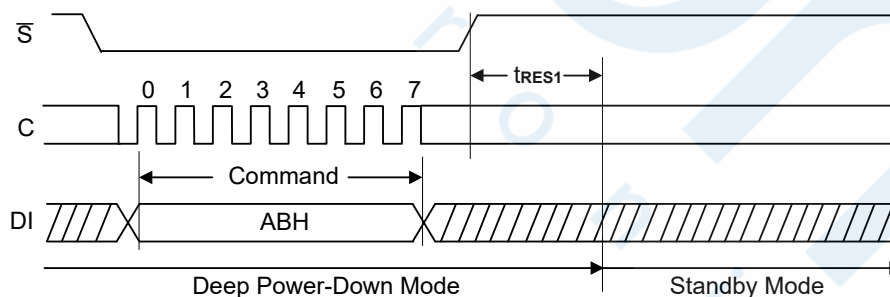 S
tRES1
0 1 2 3 4 5 6 7
C
Command
DI
ABH
Deep Power-Down Mode Standby Mode